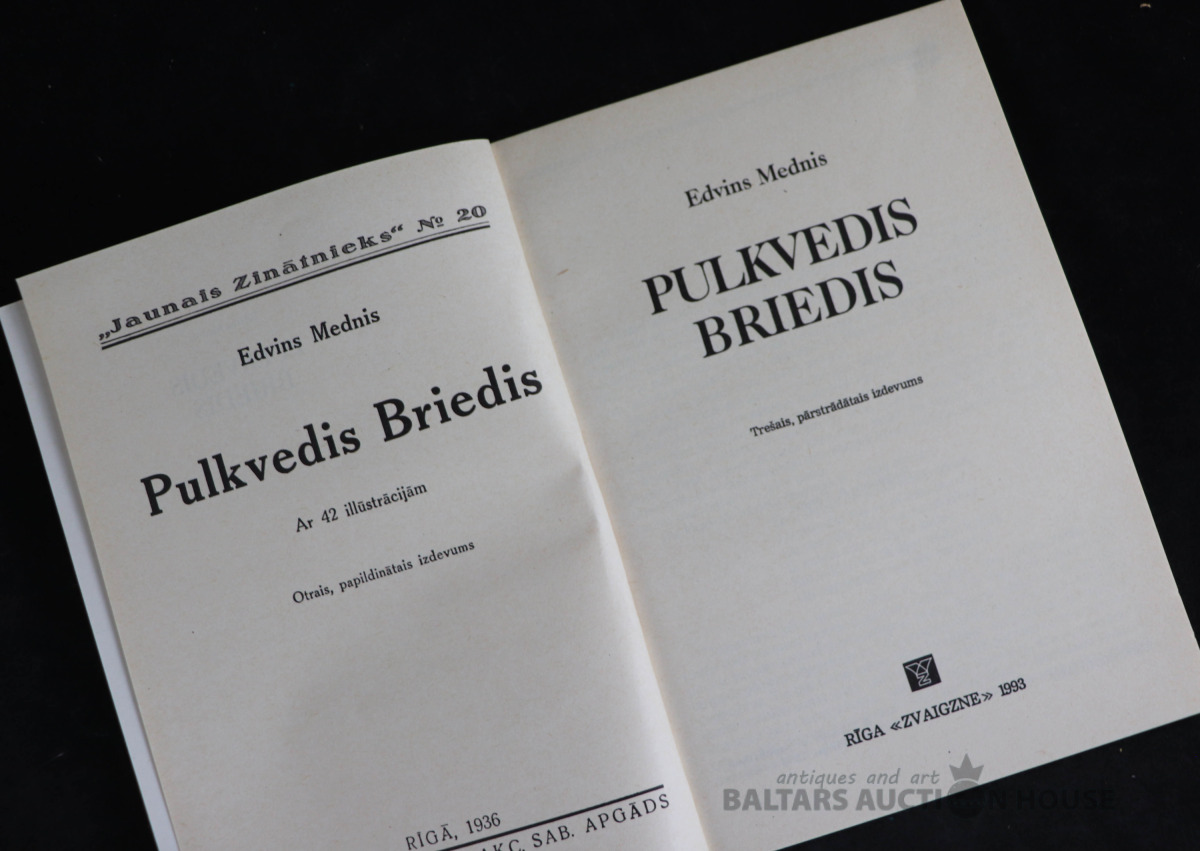 „Jaunais Zinātnieks“ № 20
Edvins Mednis
Pulkvedis Briedis
Ar 42 illūstrācijām
Otrais, papildinātais izdevums
RĪGĀ, 1936
AKC. SAB. APGĀDS
Edvins Mednis
PULKVEDIS
BRIEDIS
Trešais, pārstrādātais izdevums
RĪGA «ZVAIGZNE» 1993
antiques and art
BALTARS AUCTION HOUSE